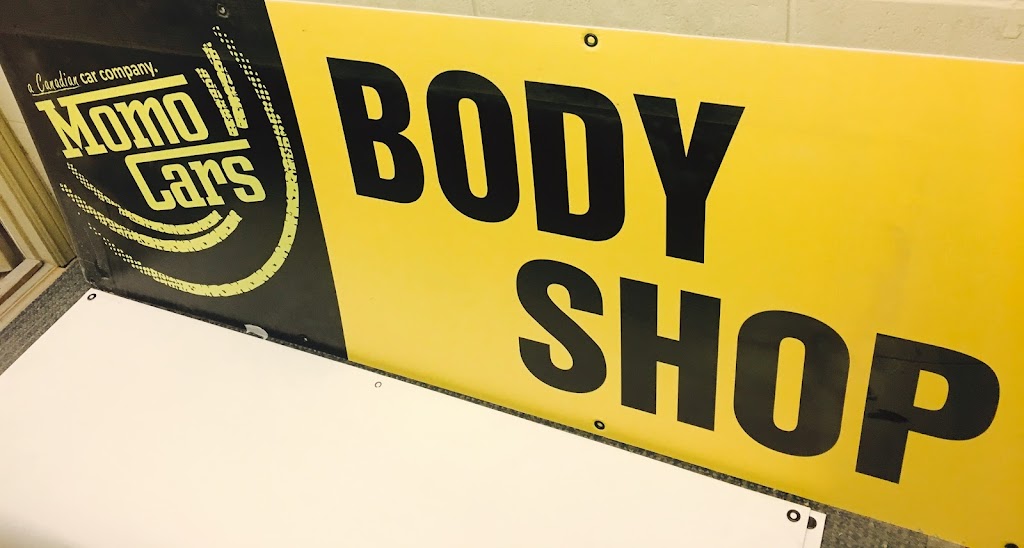 a Canadian car company.
Momo
Cars
BODY
SHOP